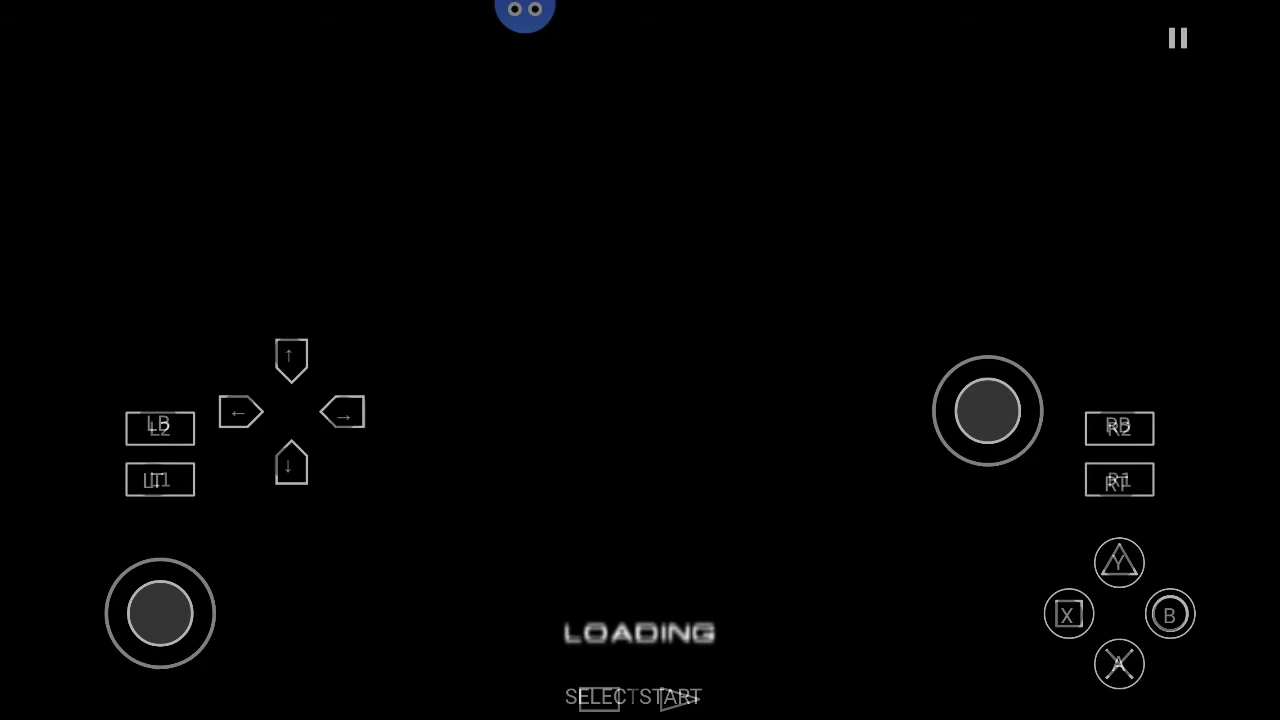 ↑
LB L2
RB R2
← →
↓
LT L1
RT R1
Y
X B
LOADING
A
SELECT START